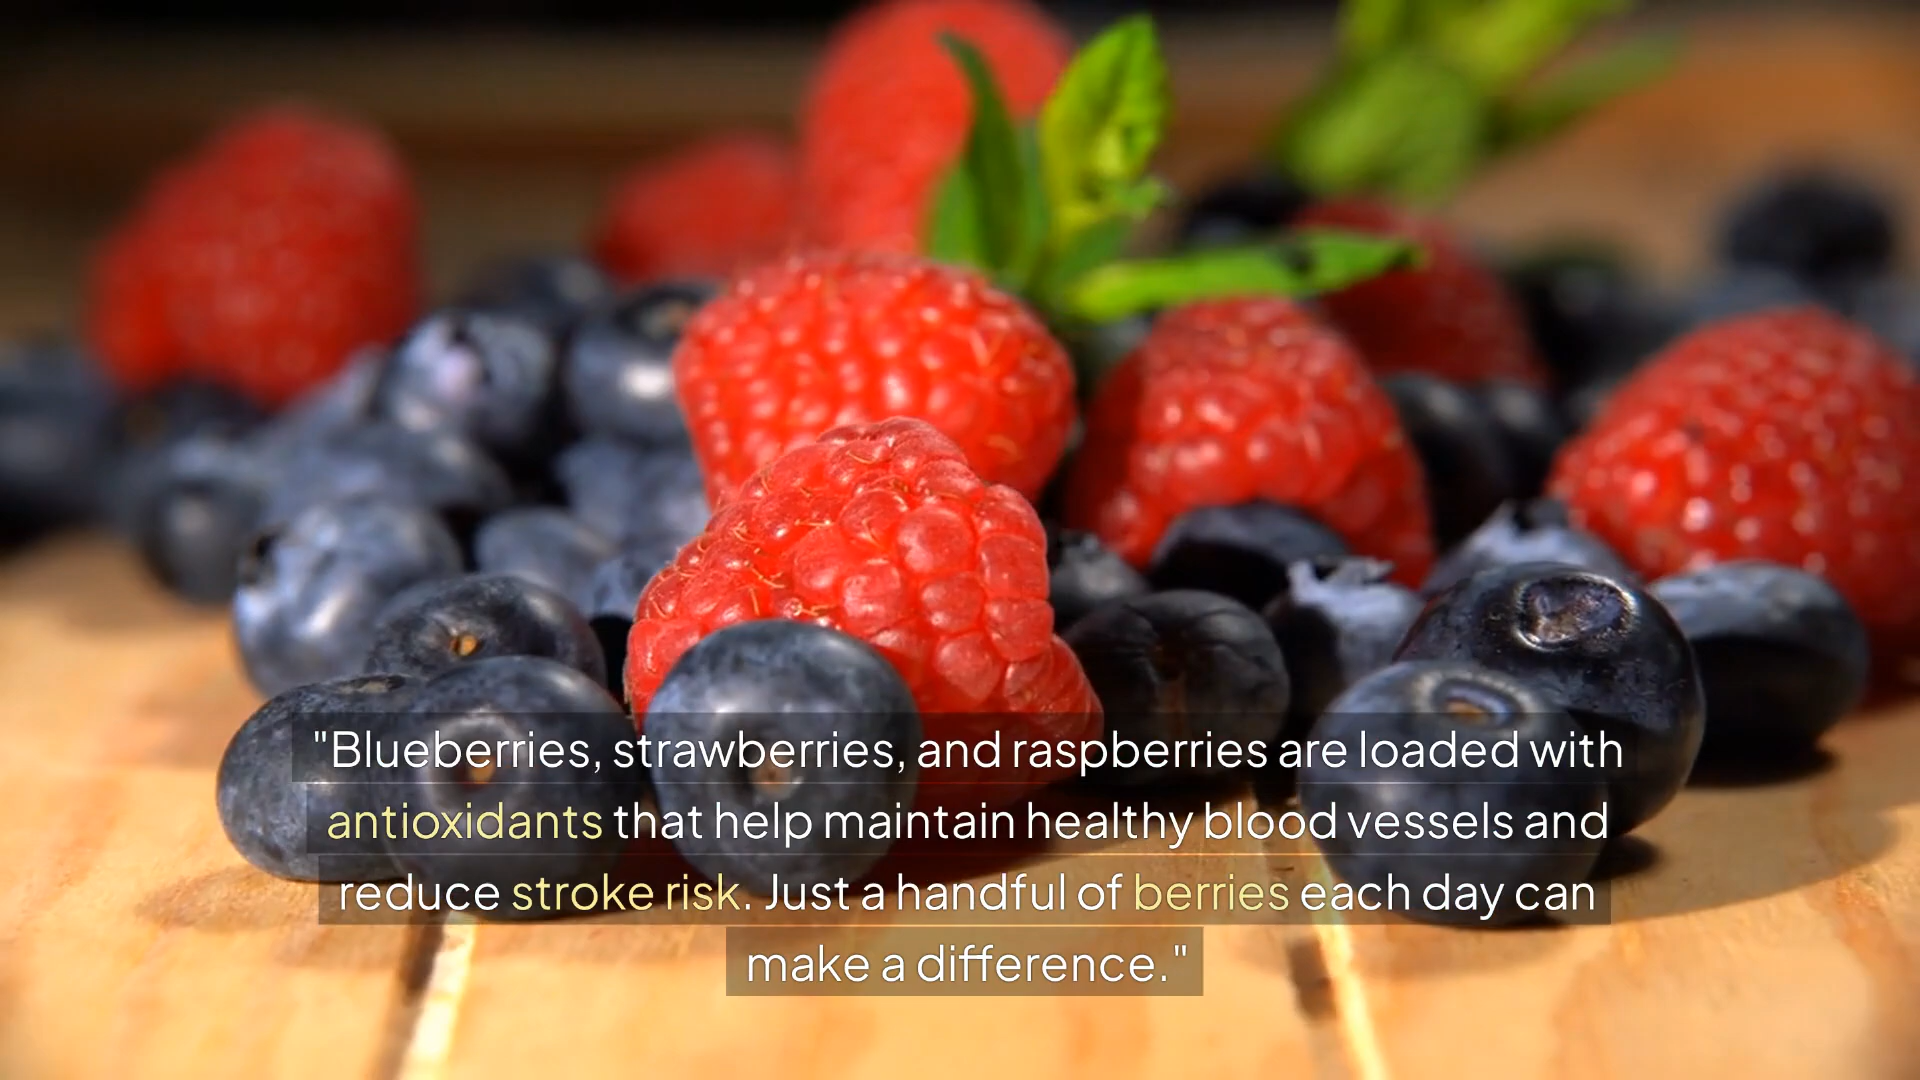 "Blueberries, strawberries, and raspberries are loaded with
antioxidants that help maintain healthy blood vessels and
reduce stroke risk. Just a handful of berries each day can
make a difference."